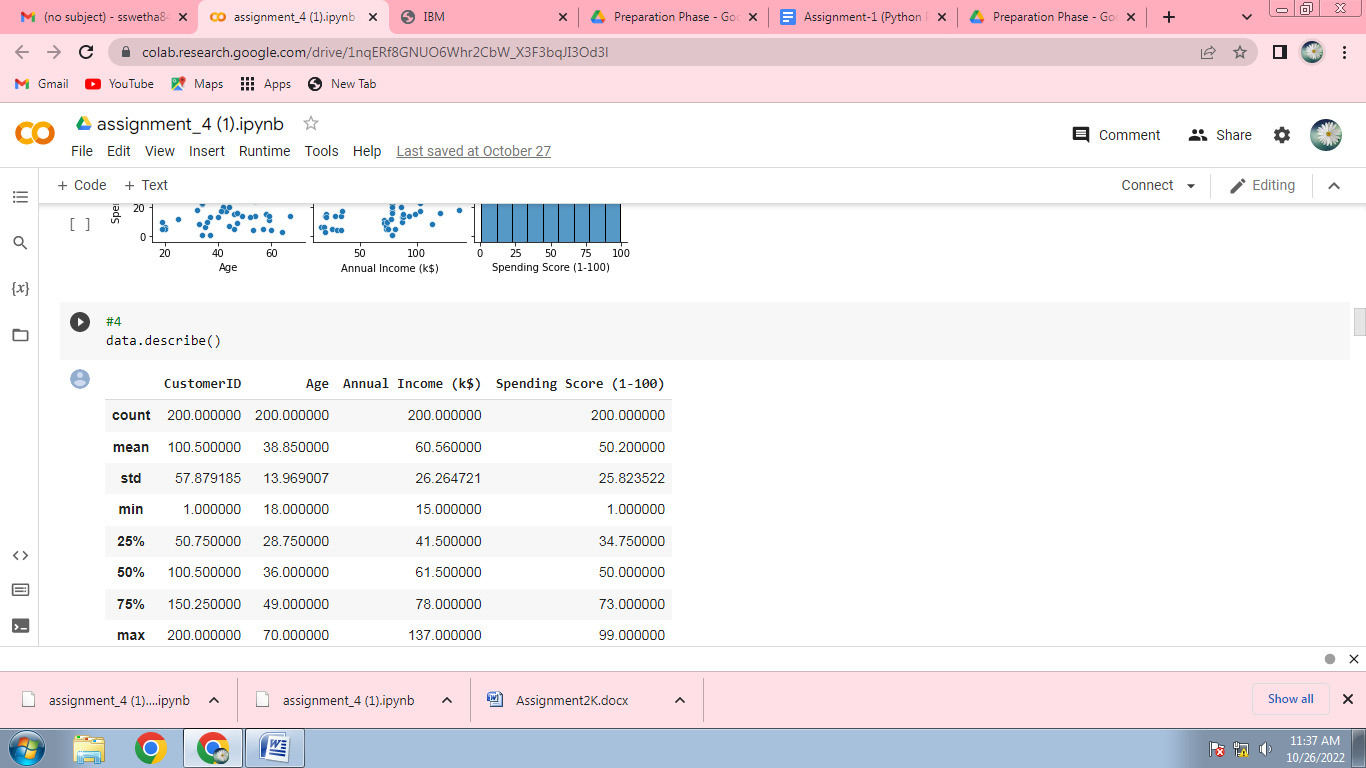 (no subject) - sswetha8 assignment_4 (1).ipynb IBM Preparation Phase - Goo Assignment-1 (Python Preparation Phase - Goo
colab.research.google.com/drive/1nqERf8GNUO6Whr2CbW_X3F3bqJI3Od3I
Gmail YouTube Maps Apps New Tab
CO assignment_4 (1).ipynb
Comment Share
File Edit View Insert Runtime Tools Help Last saved at October 27
+ Code + Text Connect Editing
[ ] Spe 20
0
20 40 60 50 100 0 25 50 75 100
Age Annual Income (k$) Spending Score (1-100)
{x}
#4
data.describe()
CustomerID Age Annual Income (k$) Spending Score (1-100)
count 200.000000 200.000000 200.000000 200.000000
mean 100.500000 38.850000 60.560000 50.200000
std 57.879185 13.969007 26.264721 25.823522
min 1.000000 18.000000 15.000000 1.000000
25% 50.750000 28.750000 41.500000 34.750000
50% 100.500000 36.000000 61.500000 50.000000
75% 150.250000 49.000000 78.000000 73.000000
max 200.000000 70.000000 137.000000 99.000000
assignment_4 (1)....ipynb assignment_4 (1).ipynb Assignment2K.docx Show all
11:37 AM
10/26/2022